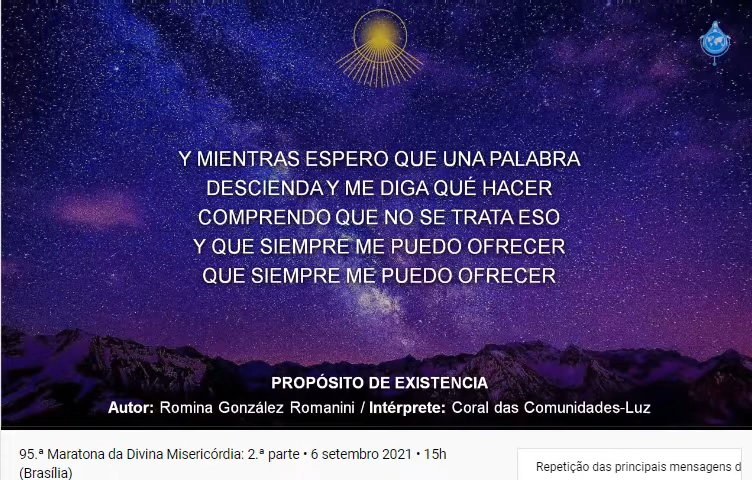 Y MIENTRAS ESPERO QUE UNA PALABRA
DESCIENDA Y ME DIGA QUÉ HACER
COMPRENDO QUE NO SE TRATA ESO
Y QUE SIEMPRE ME PUEDO OFRECER
QUE SIEMPRE ME PUEDO OFRECER
PROPÓSITO DE EXISTENCIA
Autor: Romina González Romanini / Intérprete: Coral das Comunidades-Luz
95.ª Maratona da Divina Misericórdia: 2.ª parte • 6 setembro 2021 • 15h
(Brasília)
Repetição das principais mensagens d